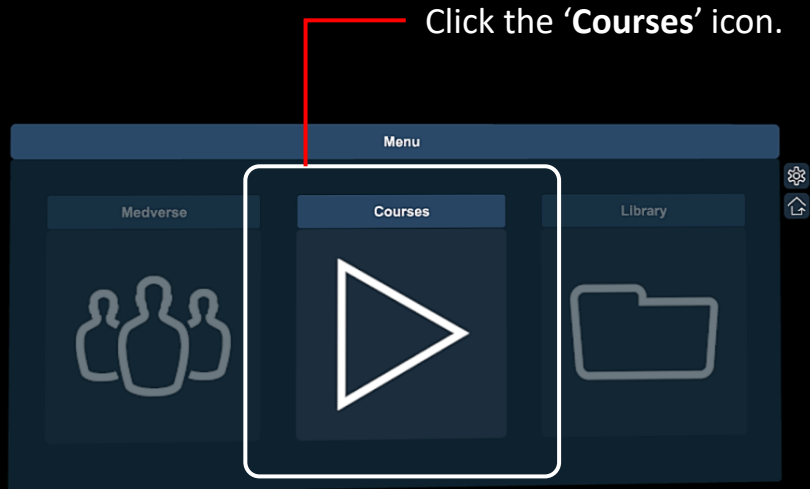 Click the ‘Courses’ icon.
Menu
Medverse
Courses
Library